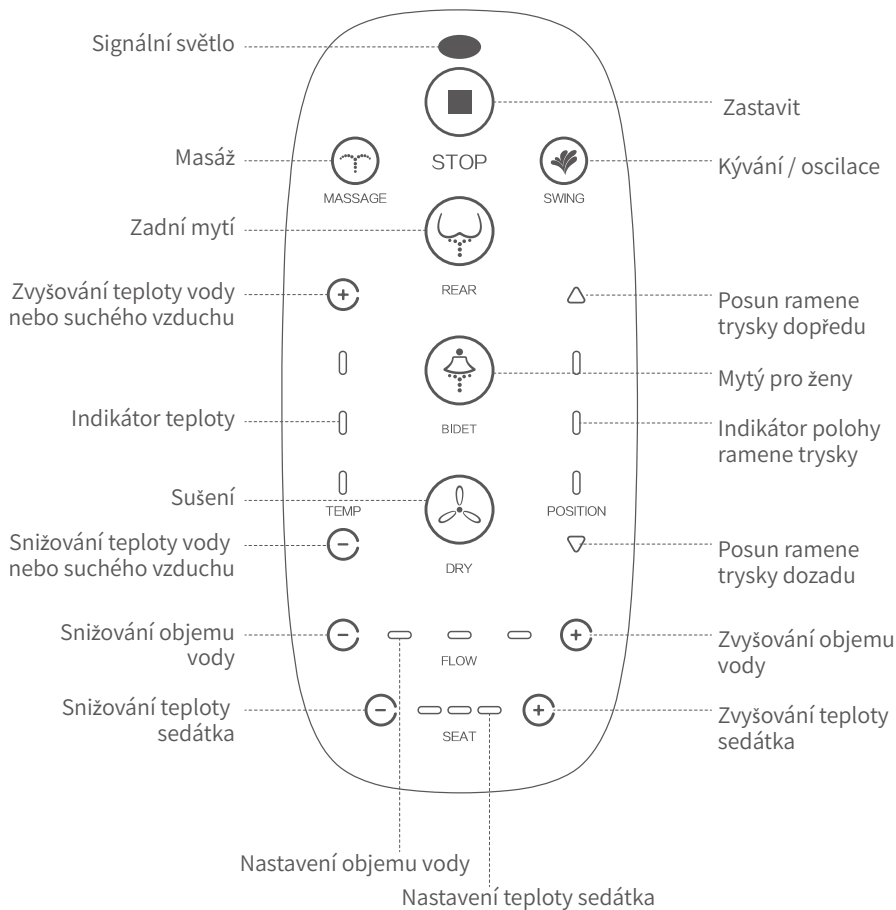 Signální světlo
Zastavit
Masáž
STOP
Kývání / oscilace
MASSAGE
SWING
Zadní mytí
REAR
Zvyšování teploty vody
nebo suchého vzduchu
Posun ramene
trysky dopředu
Mytý pro ženy
Indikátor teploty
BIDET
Indikátor polohy
ramene trysky
Sušení
TEMP
POSITION
Snižování teploty vody
nebo suchého vzduchu
DRY
Posun ramene
trysky dozadu
Snižování objemu
vody
FLOW
Zvyšování objemu
vody
Snižování teploty
sedátka
SEAT
Zvyšování teploty
sedátka
Nastavení objemu vody
Nastavení teploty sedátka